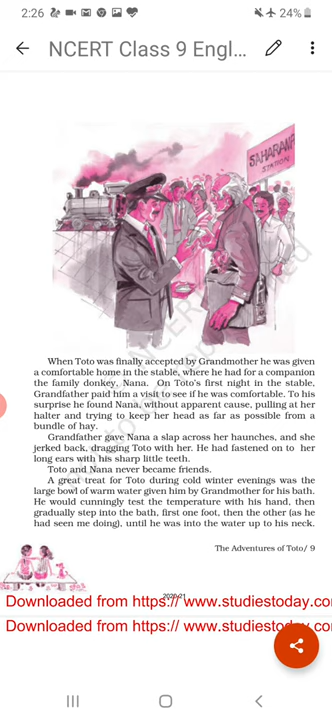 2:26
24%
NCERT Class 9 Engl...
SAHARANP
STATION
When Toto was finally accepted by Grandmother he was given
a comfortable home in the stable, where he had for a companion
the family donkey, Nana. On Toto's first night in the stable,
Grandfather paid him a visit to see if he was comfortable. To his
surprise he found Nana, without apparent cause, pulling at her
halter and trying to keep her head as far as possible from a
bundle of hay.
Grandfather gave Nana a slap across her haunches, and she
jerked back, dragging Toto with her. He had fastened on to her
long ears with his sharp little teeth.
Toto and Nana never became friends.
A great treat for Toto during cold winter evenings was the
large bowl of warm water given him by Grandmother for his bath.
He would cunningly test the temperature with his hand, then
gradually step into the bath, first one foot, then the other (as he
had seen me doing), until he was into the water up to his neck.
The Adventures of Toto/ 9
2020-21
Downloaded from https:// www.studiestoday.co
Downloaded from https:// www.studiestoday.co